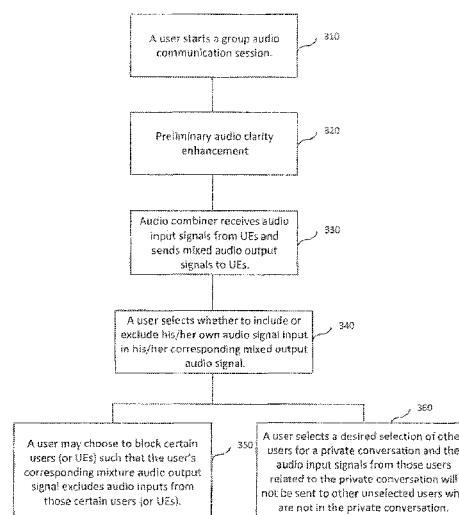 A user starts a group audio
communication session.
310
Preliminary audio clarity
enhancement
320
Audio combiner receives audio
input signals from UEs and
sends mixed audio output
signals to UEs.
330
A user selects whether to include or
exclude his/her own audio signal input
in his/her corresponding mixed output
audio signal.
340
A user may choose to block certain
users (or UEs) such that the user's
corresponding mixture audio output
signal excludes audio inputs from
those certain users (or UEs).
350
360
A user selects a desired selection of othe
users for a private conversation and the
audio input signals from those users
related to the private conversation will
not be sent to other unselected users wh
are not in the private conversation.